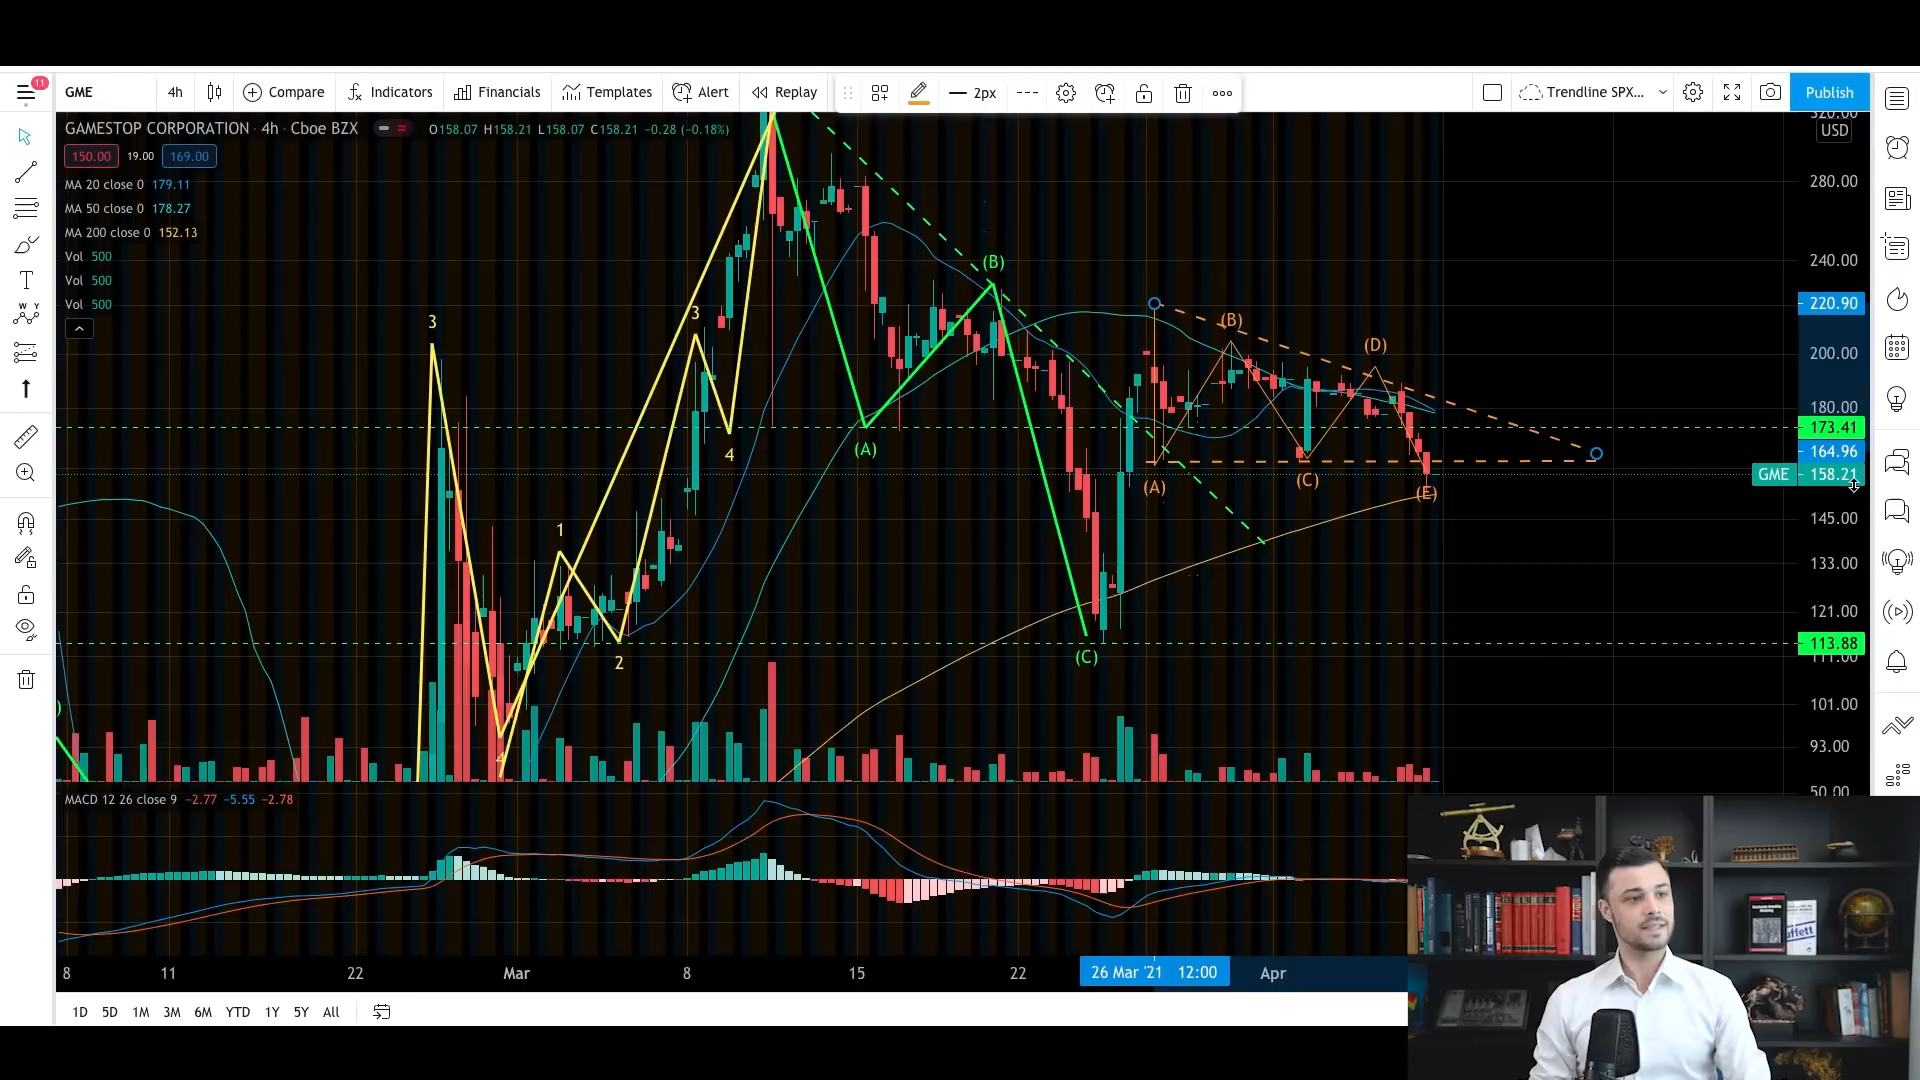 11
GME 4h Compare Indicators Financials Templates Alert Replay 2px Trendline SPX... Publish
GAMESTOP CORPORATION · 4h · Cboe BZX O158.07 H158.21 L158.07 C158.21 −0.28 (−0.18%)
150.00 19.00 169.00
MA 20 close 0 179.11
MA 50 close 0 178.27
MA 200 close 0 152.13
Vol 500
Vol 500
Vol 500
320.00
USD
280.00
240.00
220.90
200.00
180.00
173.41
164.96
GME 158.21
145.00
133.00
121.00
113.88
111.00
101.00
93.00
50.00
3
4
1
2
3
4
(A)
(B)
(C)
(A)
(B)
(C)
(D)
(E)
)
MACD 12 26 close 9 −2.77 −5.55 −2.78
8 11 22 Mar 8 15 22 26 Mar '21 12:00 Apr
1D 5D 1M 3M 6M YTD 1Y 5Y All
T
W Y